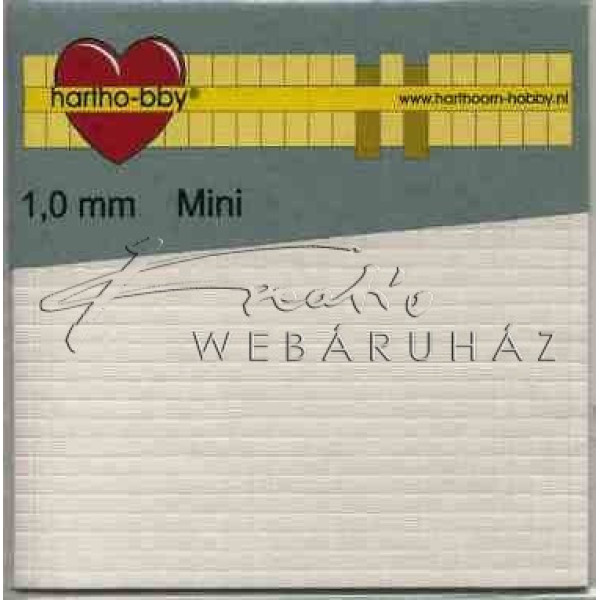 hartho-bby®
www.harthoorn-hobby.nl
1,0 mm Mini
WEBÁRUHÁZ